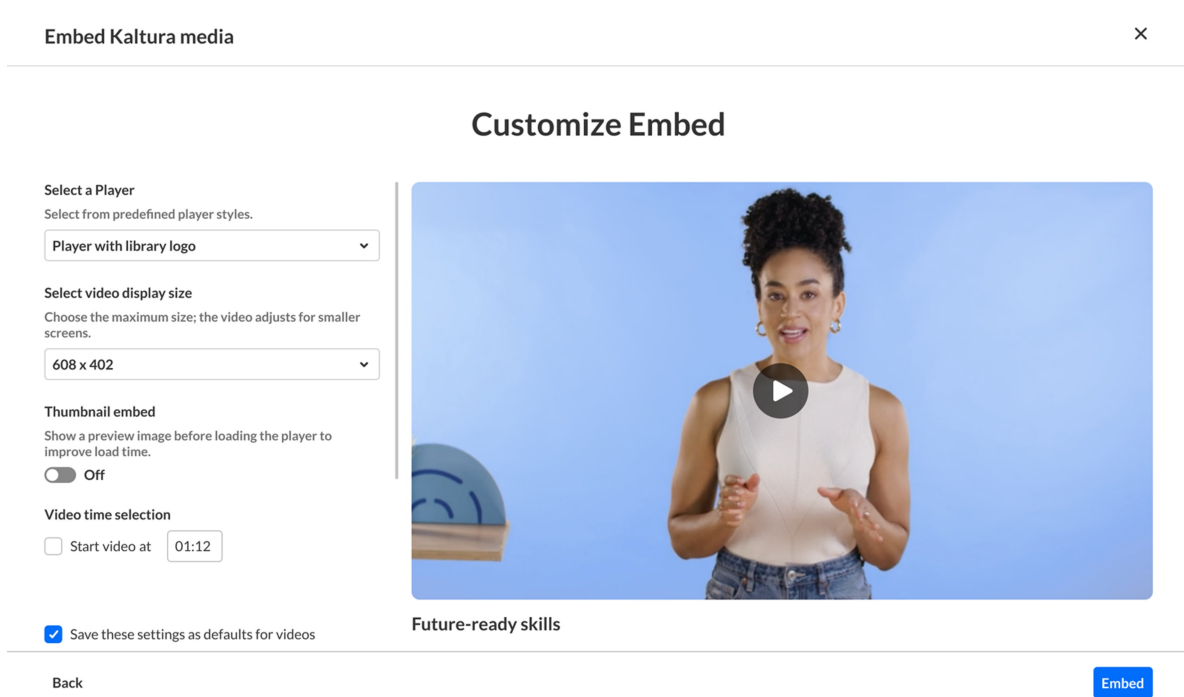 Embed Kaltura media
Customize Embed
Select a Player
Select from predefined player styles.
Player with library logo
Select video display size
Choose the maximum size; the video adjusts for smaller
screens.
608 x 402
Thumbnail embed
Show a preview image before loading the player to
improve load time.
Off
Video time selection
Start video at 01:12
Save these settings as defaults for videos
Future-ready skills
Back
Embed